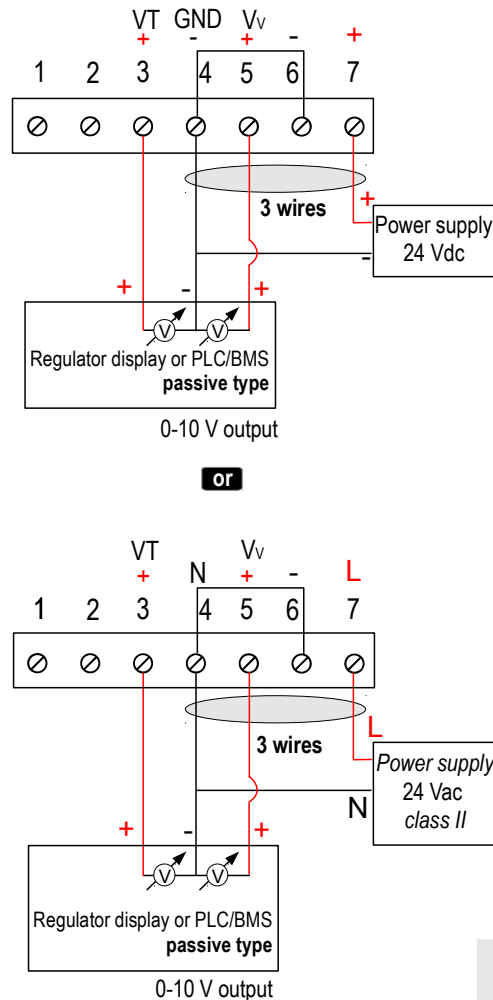 VT GND Vv
+ - + - +
1 2 3 4 5 6 7
3 wires
+
Power supply
24 Vdc
-
+ - +
V V
Regulator display or PLC/BMS
passive type
0-10 V output
or
VT N Vv L
+ + -
1 2 3 4 5 6 7
3 wires
L
Power supply
24 Vac
class II
N
+ - +
V V
Regulator display or PLC/BMS
passive type
0-10 V output